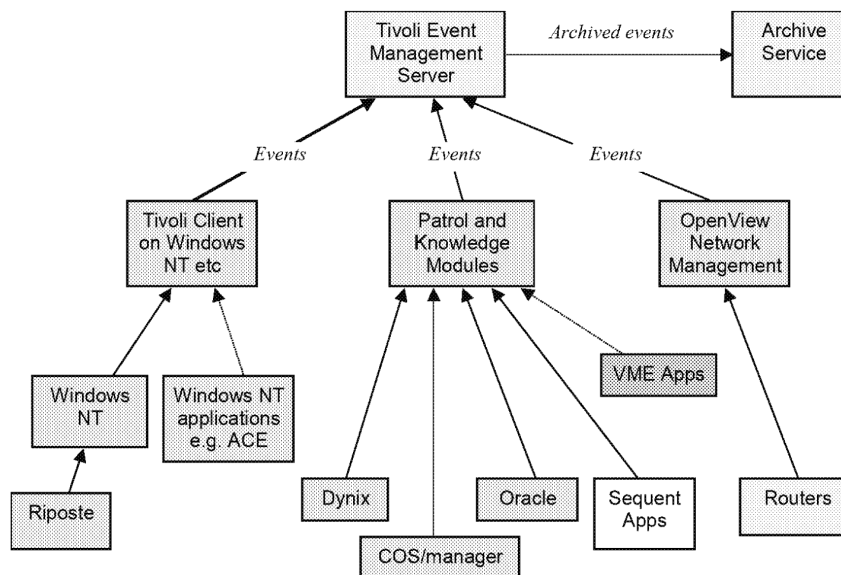 Tivoli Event
Management
Server
Archived events
Archive
Service
Events
Events
Events
Tivoli Client
on Windows
NT etc
Patrol and
Knowledge
Modules
OpenView
Network
Management
VME Apps
Windows
NT
Windows NT
applications
e.g. ACE
Riposte
Dynix
COS/manager
Oracle
Sequent
Apps
Routers